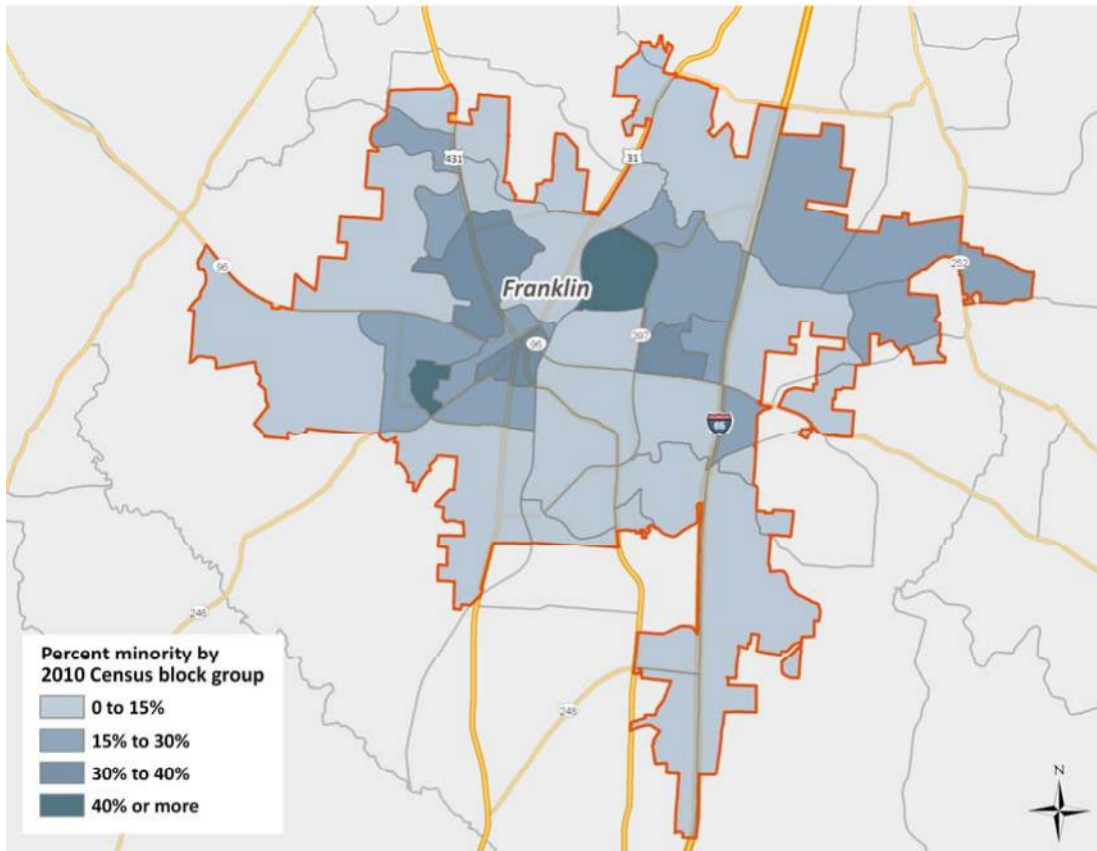 431
31
96
252
Franklin
397
96
65
246
248
Percent minority by
2010 Census block group
0 to 15%
15% to 30%
30% to 40%
40% or more
N